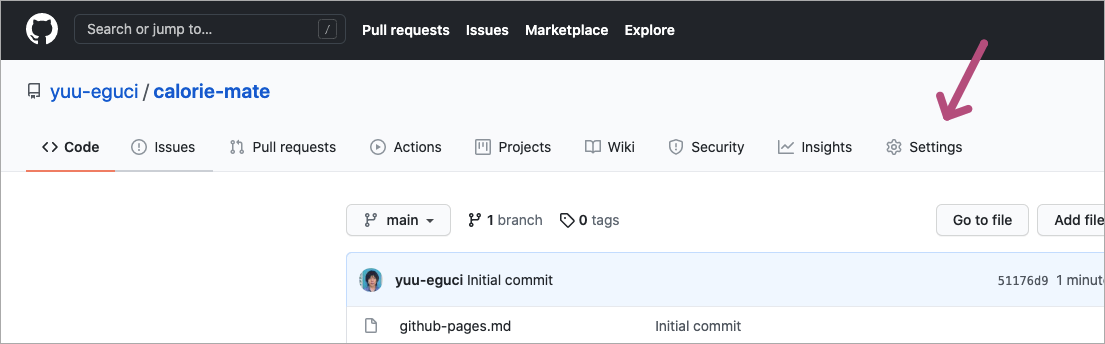 Search or jump to... / Pull requests Issues Marketplace Explore
yuu-eguci / calorie-mate
<> Code Issues Pull requests Actions Projects Wiki Security Insights Settings
main 1 branch 0 tags Go to file Add file
yuu-eguci Initial commit 51176d9 1 minut
github-pages.md Initial commit